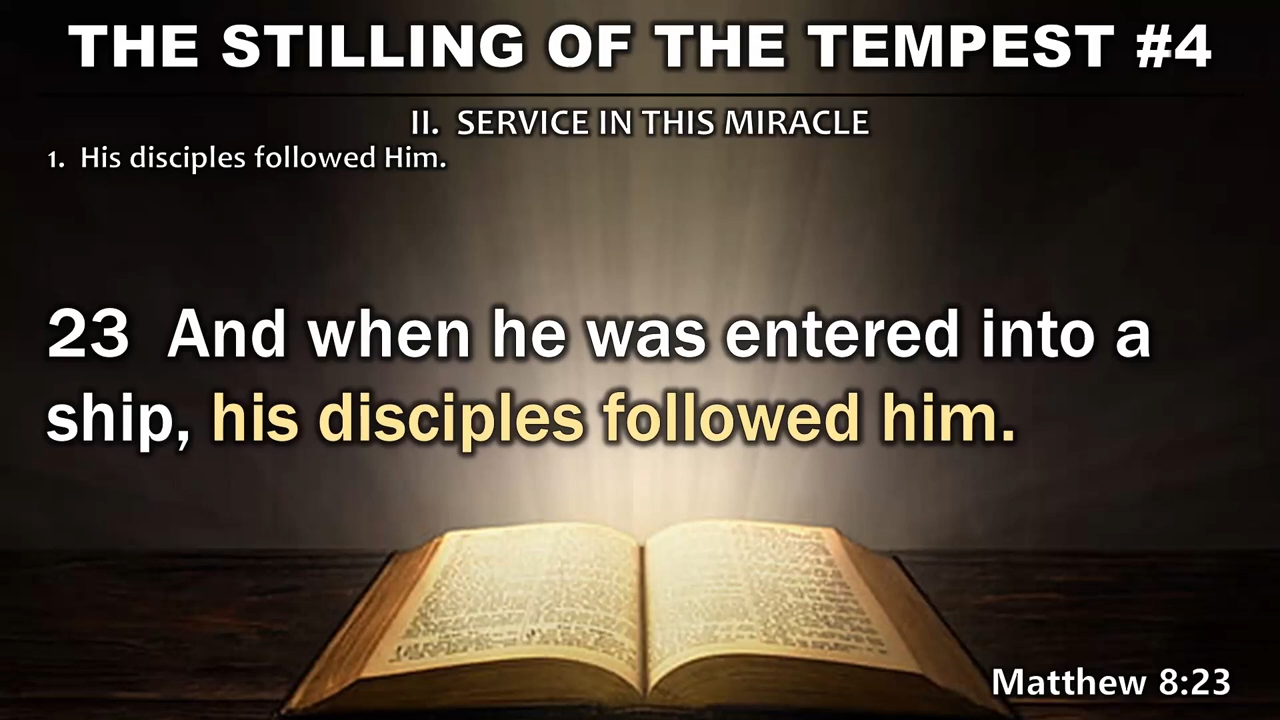 THE STILLING OF THE TEMPEST #4
II. SERVICE IN THIS MIRACLE
1. His disciples followed Him.
23 And when he was entered into a
ship, his disciples followed him.
Matthew 8:23